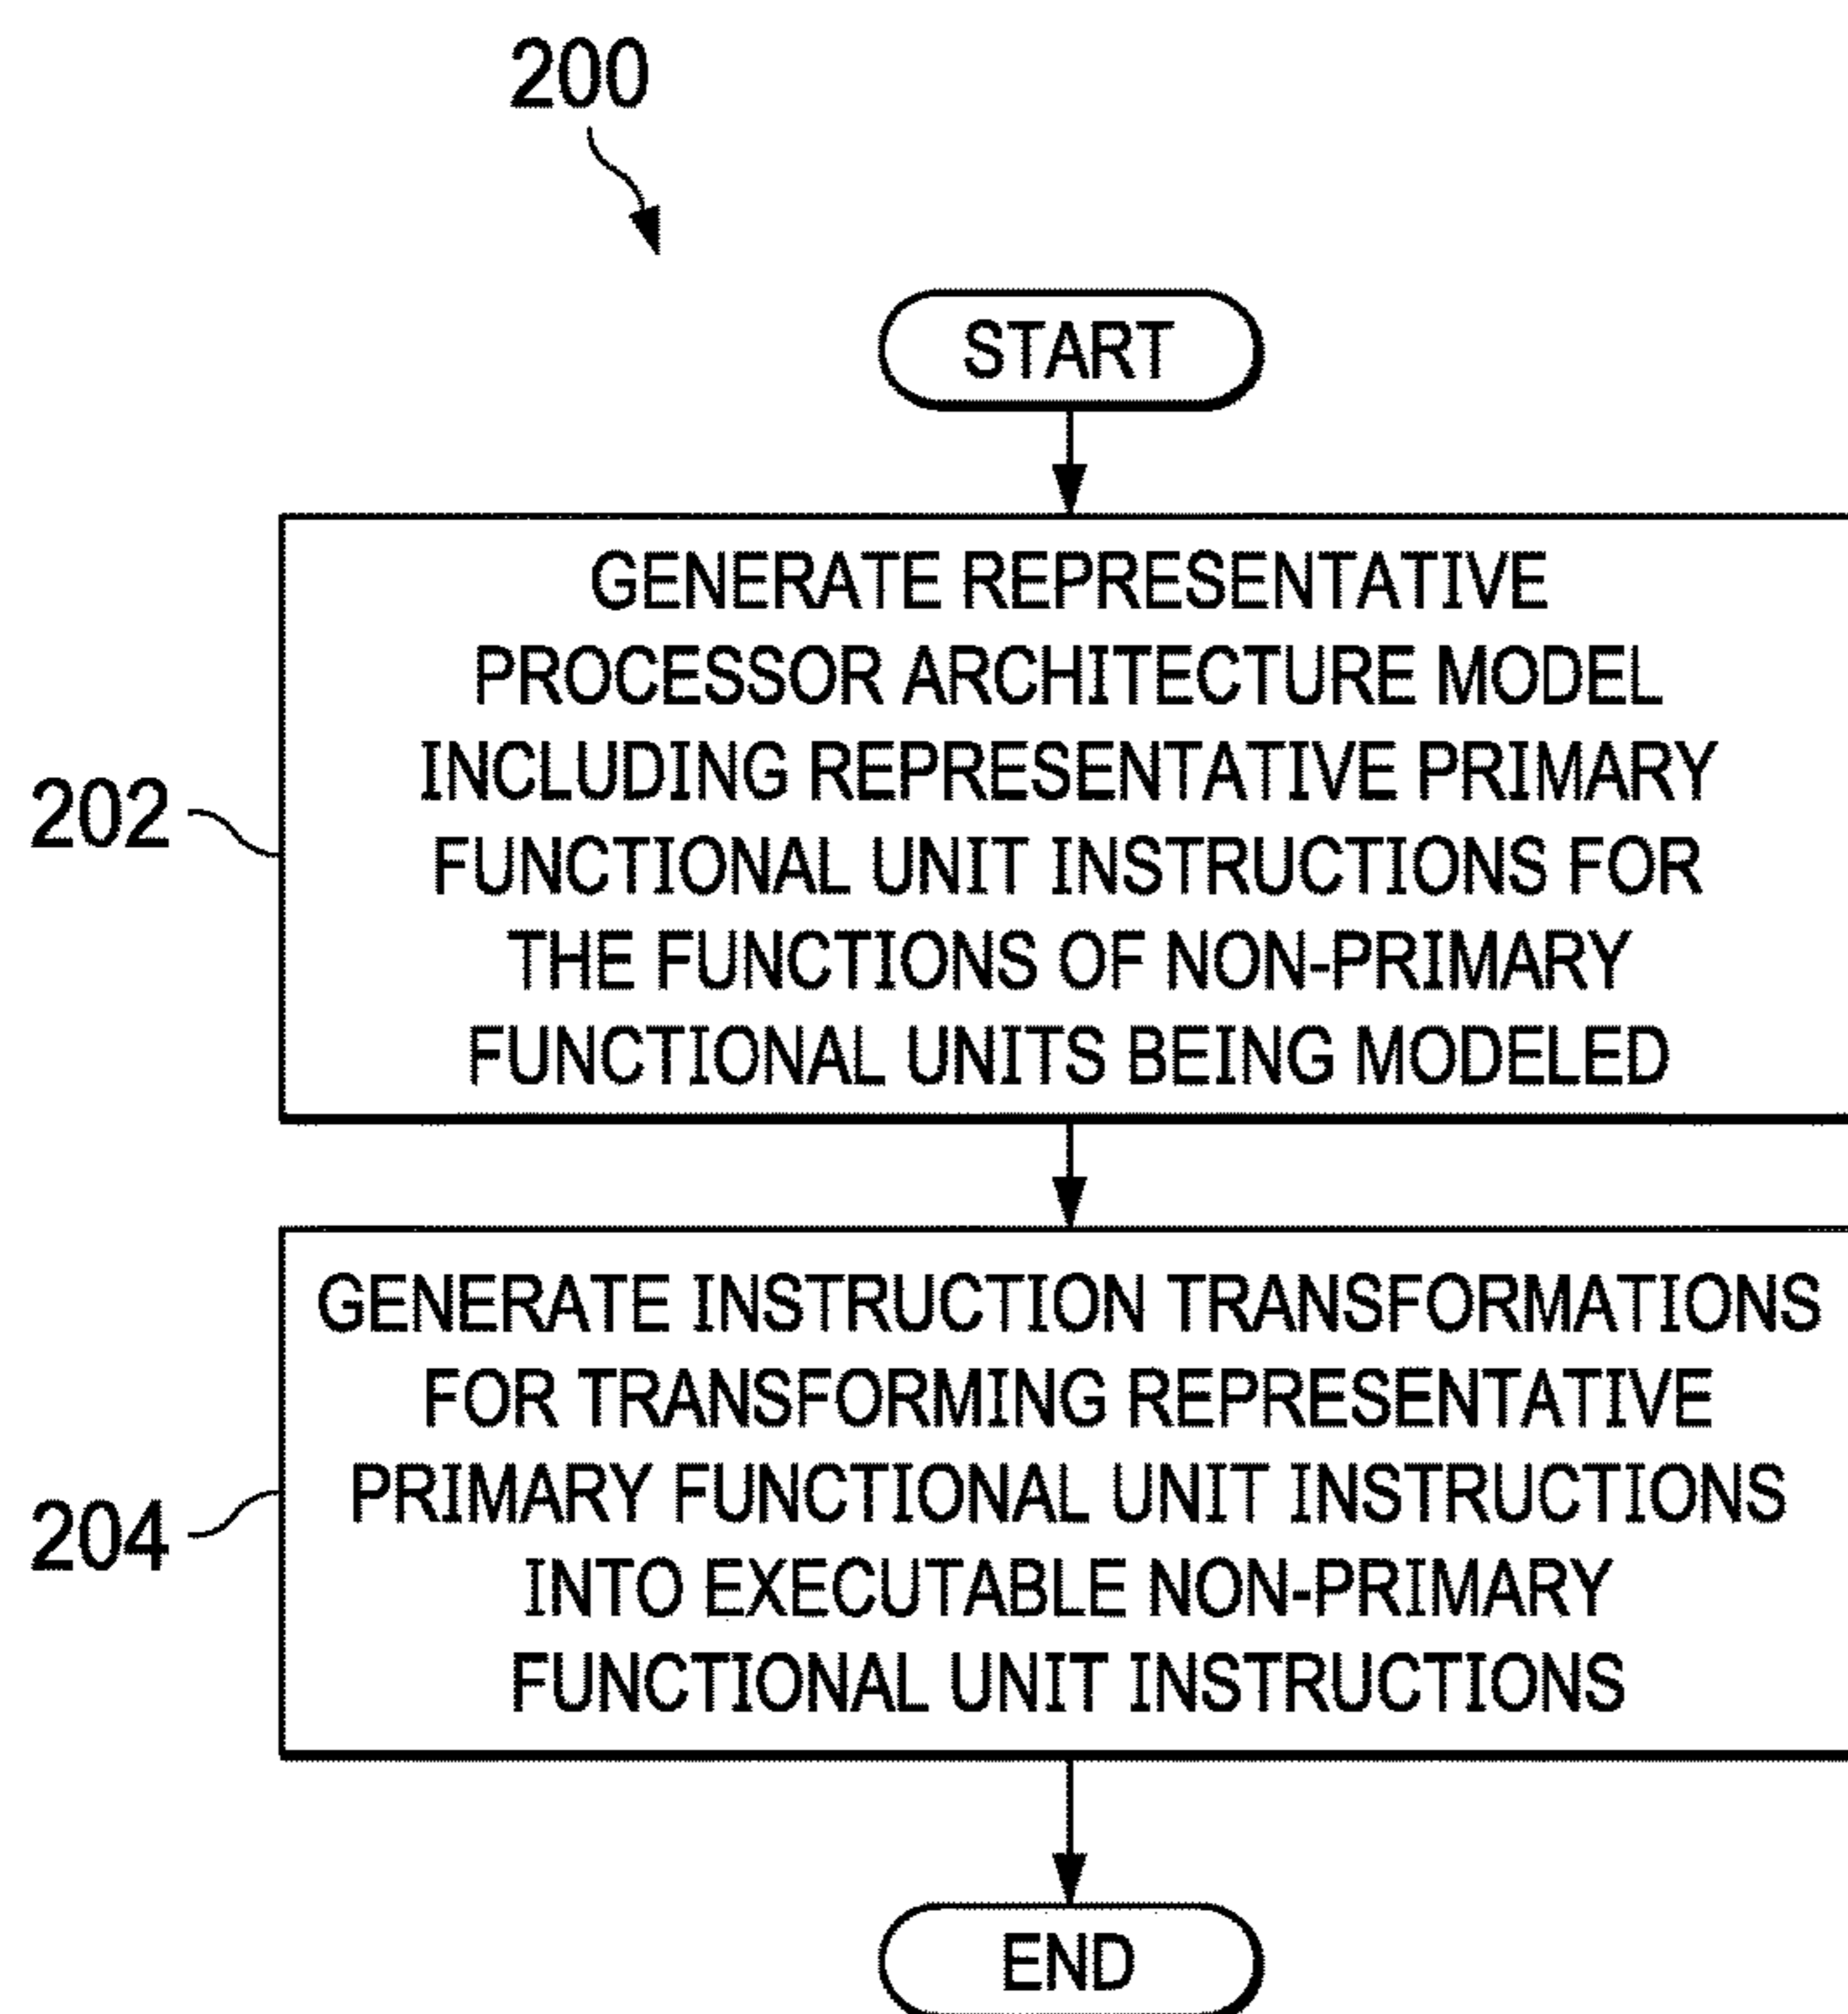 200
START
GENERATE REPRESENTATIVE
PROCESSOR ARCHITECTURE MODEL
INCLUDING REPRESENTATIVE PRIMARY
FUNCTIONAL UNIT INSTRUCTIONS FOR
THE FUNCTIONS OF NON-PRIMARY
FUNCTIONAL UNITS BEING MODELED
202
GENERATE INSTRUCTION TRANSFORMATIONS
FOR TRANSFORMING REPRESENTATIVE
PRIMARY FUNCTIONAL UNIT INSTRUCTIONS
INTO EXECUTABLE NON-PRIMARY
FUNCTIONAL UNIT INSTRUCTIONS
204
END